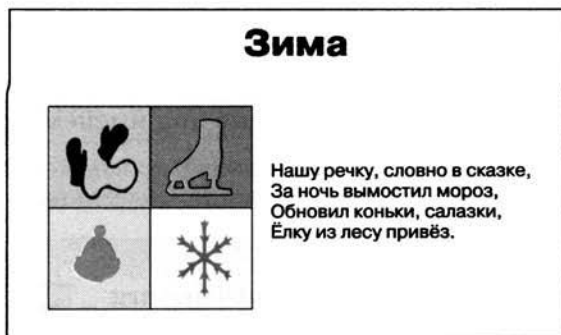 Зима
Нашу речку, словно в сказке,
За ночь вымостил мороз,
Обновил коньки, салазки,
Ёлку из лесу привёз.